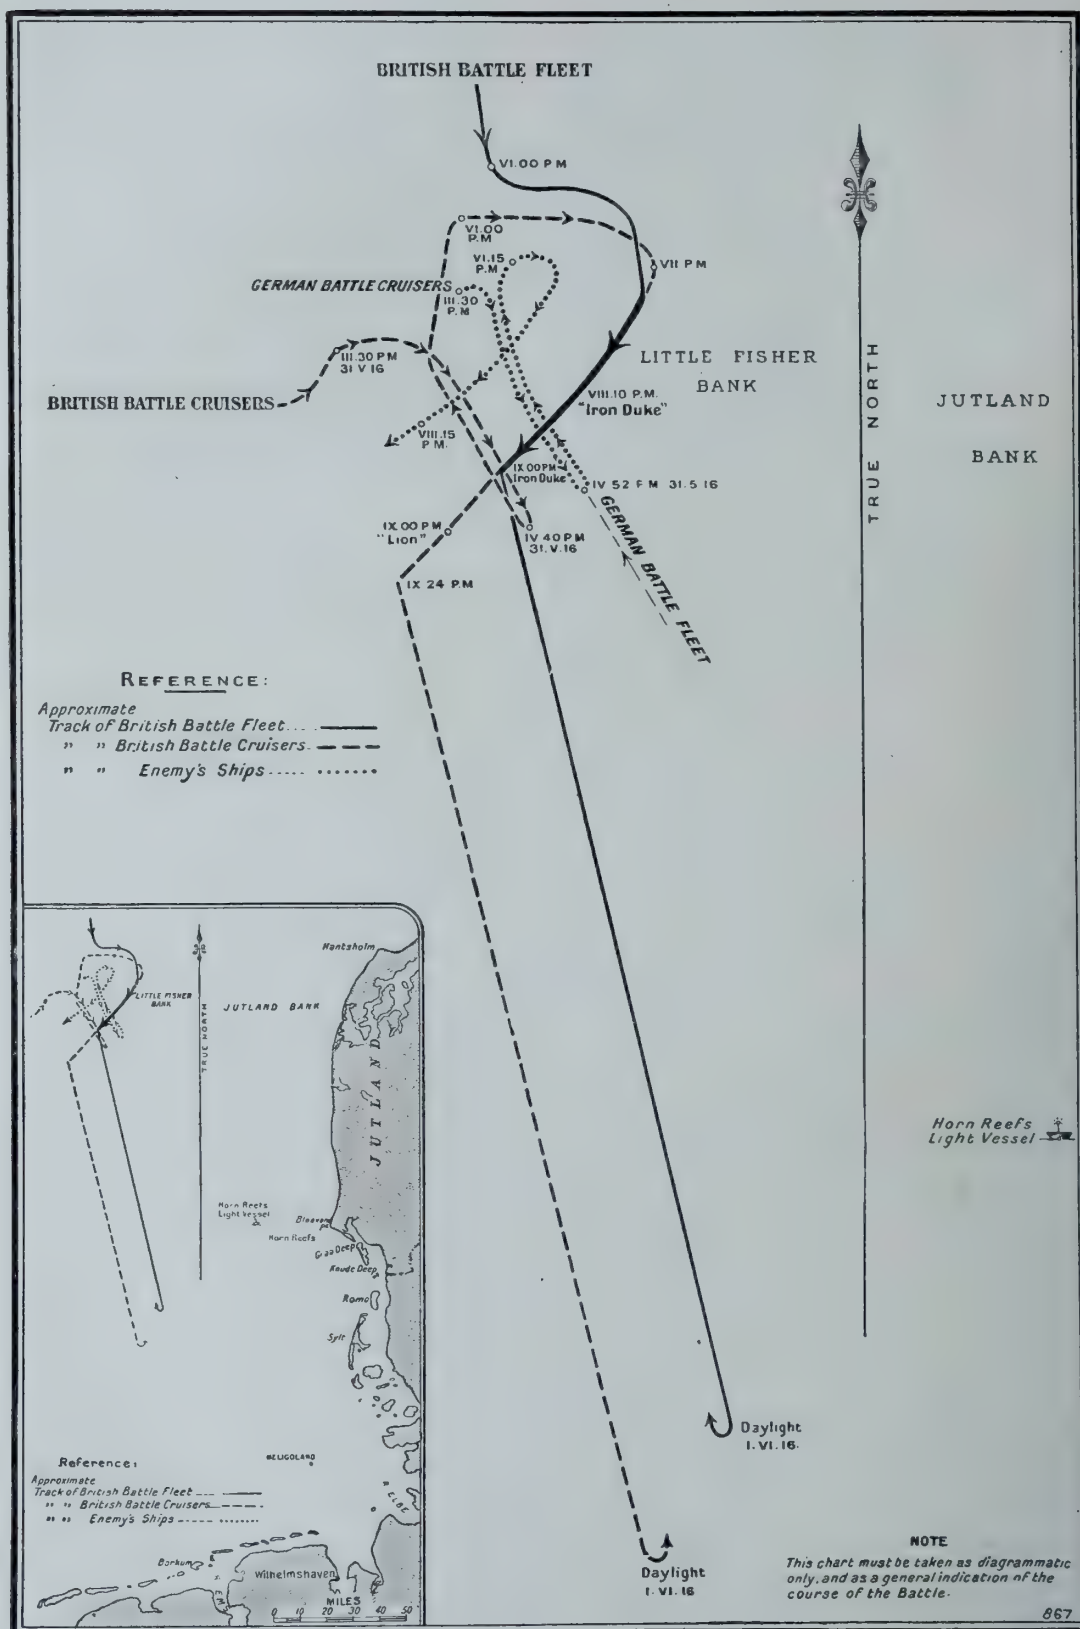 BRITISH BATTLE FLEET
VI.00 P M
VI.00
P.M
VII P M
VI.15
P.M
GERMAN BATTLE CRUISERS
III.30
P.M
III.30 P.M
31 V 16
BRITISH BATTLE CRUISERS
LITTLE FISHER
BANK
VIII.10 P.M.
"Iron Duke"
VIII.15
P M.
IX 00 P M
Iron Duke
IV 52 P M 31.5 16
IX.00 P M
"Lion"
IV 40 PM
31.V.16
GERMAN BATTLE FLEET
IX 24 P.M
TRUE NORTH
JUTLAND
BANK
REFERENCE:
Approximate
Track of British Battle Fleet....
" " British Battle Cruisers.
" " Enemy's Ships.....
Horn Reefs
Light Vessel
Daylight
1. VI. 16.
Daylight
1. VI. 16
NOTE
This chart must be taken as diagrammatic
only, and as a general indication of the
course of the Battle.
867
Hantsholm
LITTLE FISHER
BANK
JUTLAND BANK
TRUE NORTH
JUTLAND
Horn Reefs
Light Vessel
Horn Reefs
Graa Deep
Knude Deep
Romo
Sylt
HELIGOLAND
R ELBE
Reference:
Approximate
Track of British Battle Fleet
" " British Battle Cruisers
" " Enemy's Ships
Borkum
R. EMS
Wilhelmshaven
MILES
0 10 20 30 40 50